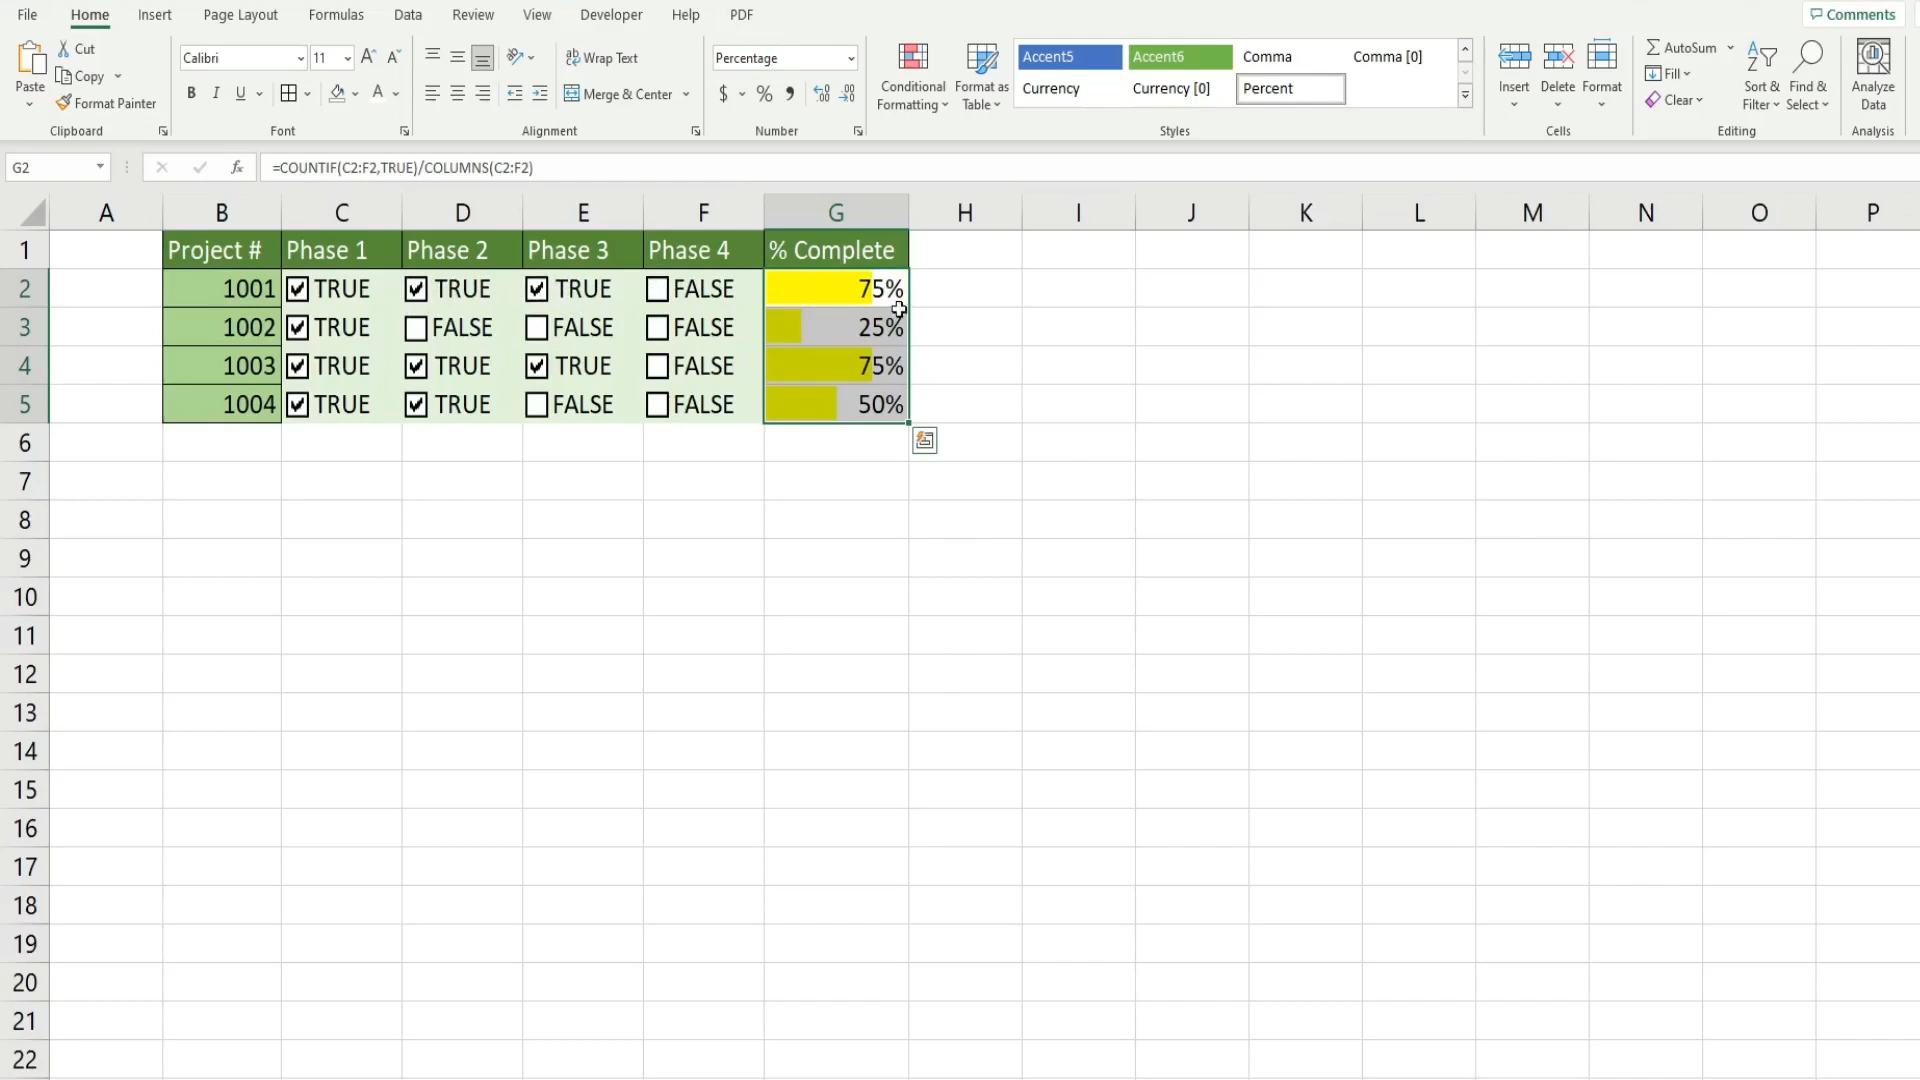 File Home Insert Page Layout Formulas Data Review View Developer Help PDF Comments
Paste Cut Copy Format Painter Clipboard
Calibri 11 B I U A Font
Wrap Text Merge & Center Alignment
Percentage $ % Number
Conditional Formatting Format as Table
Accent5 Accent6 Comma Comma [0]
Currency Currency [0] Percent
Styles
Insert Delete Format Cells
AutoSum Fill Clear Sort & Filter Find & Select Editing
Analyze Data Analysis
G2 fx =COUNTIF(C2:F2,TRUE)/COLUMNS(C2:F2)
A B C D E F G H I J K L M N O P
1 Project # Phase 1 Phase 2 Phase 3 Phase 4 % Complete
2 1001 TRUE TRUE TRUE FALSE 75%
3 1002 TRUE FALSE FALSE FALSE 25%
4 1003 TRUE TRUE TRUE FALSE 75%
5 1004 TRUE TRUE FALSE FALSE 50%
6
7
8
9
10
11
12
13
14
15
16
17
18
19
20
21
22